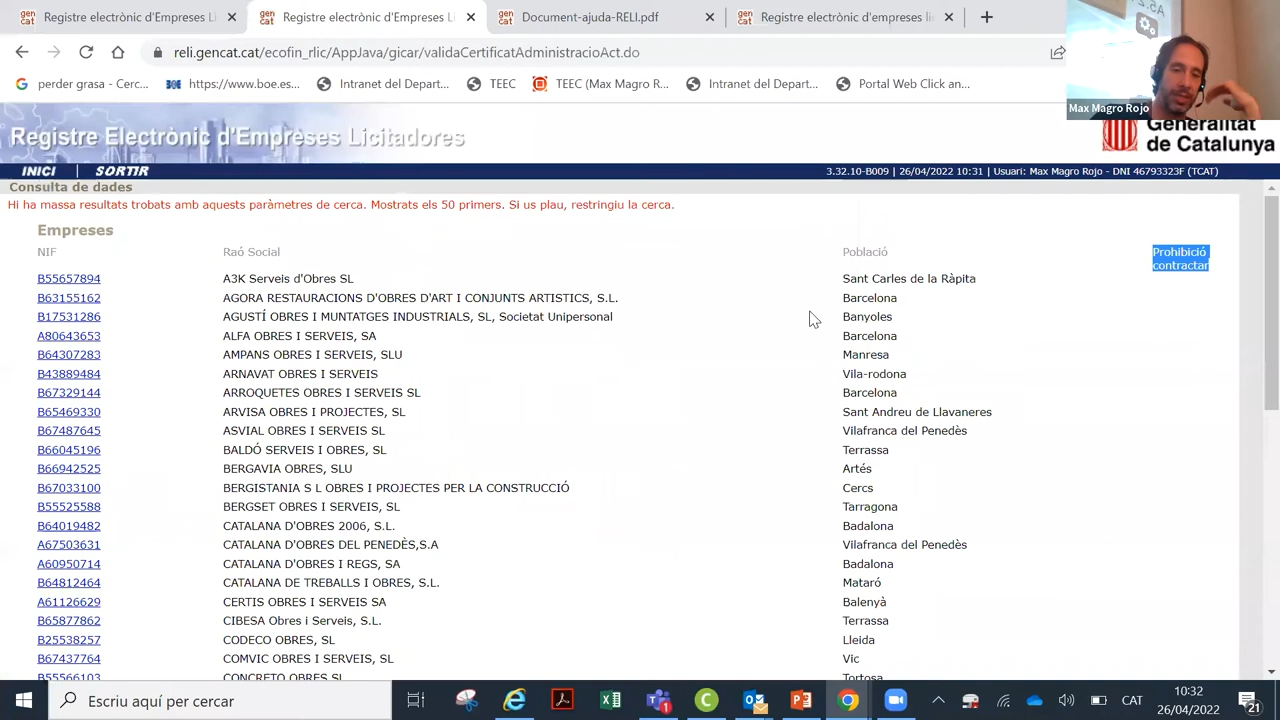 Registre electrònic d'Empreses Li
Registre electrònic d'Empreses Li
Document-ajuda-RELI.pdf
Registre electrònic d'empreses li
reli.gencat.cat/ecofin_rlic/AppJava/gicar/validaCertificatAdministracioAct.do
perder grasa - Cerc...
https://www.boe.es...
Intranet del Depart...
TEEC
TEEC (Max Magro R...
Intranet del Depart...
Portal Web Click an...
Max Magro Rojo
Registre Electrònic d'Empreses Licitadores
Generalitat
de Catalunya
INICI | SORTIR
3.32.10-B009 | 26/04/2022 10:31 | Usuari: Max Magro Rojo - DNI 46793323F (TCAT)
Consulta de dades
Hi ha massa resultats trobats amb aquests paràmetres de cerca. Mostrats els 50 primers. Si us plau, restringiu la cerca.
Empreses
NIF Raó Social Població Prohibició
contractar
B55657894 A3K Serveis d'Obres SL Sant Carles de la Ràpita
B63155162 AGORA RESTAURACIONS D'OBRES D'ART I CONJUNTS ARTISTICS, S.L. Barcelona
B17531286 AGUSTÍ OBRES I MUNTATGES INDUSTRIALS, SL, Societat Unipersonal Banyoles
A80643653 ALFA OBRES I SERVEIS, SA Barcelona
B64307283 AMPANS OBRES I SERVEIS, SLU Manresa
B43889484 ARNAVAT OBRES I SERVEIS Vila-rodona
B67329144 ARROQUETES OBRES I SERVEIS SL Barcelona
B65469330 ARVISA OBRES I PROJECTES, SL Sant Andreu de Llavaneres
B67487645 ASVIAL OBRES I SERVEIS SL Vilafranca del Penedès
B66045196 BALDÓ SERVEIS I OBRES, SL Terrassa
B66942525 BERGAVIA OBRES, SLU Artés
B67033100 BERGISTANIA S L OBRES I PROJECTES PER LA CONSTRUCCIÓ Cercs
B55525588 BERGSET OBRES I SERVEIS, SL Tarragona
B64019482 CATALANA D'OBRES 2006, S.L. Badalona
A67503631 CATALANA D'OBRES DEL PENEDÈS,S.A Vilafranca del Penedès
A60950714 CATALANA D'OBRES I REGS, SA Badalona
B64812464 CATALANA DE TREBALLS I OBRES, S.L. Mataró
A61126629 CERTIS OBRES I SERVEIS SA Balenyà
B65877862 CIBESA Obres i Serveis, S.L. Terrassa
B25538257 CODECO OBRES, SL Lleida
B67437764 COMVIC OBRES I SERVEIS, SL Vic
B55566103 CONCRETO OBRES SL Tortosa
Escriu aquí per cercar
CAT
10:32
26/04/2022
21